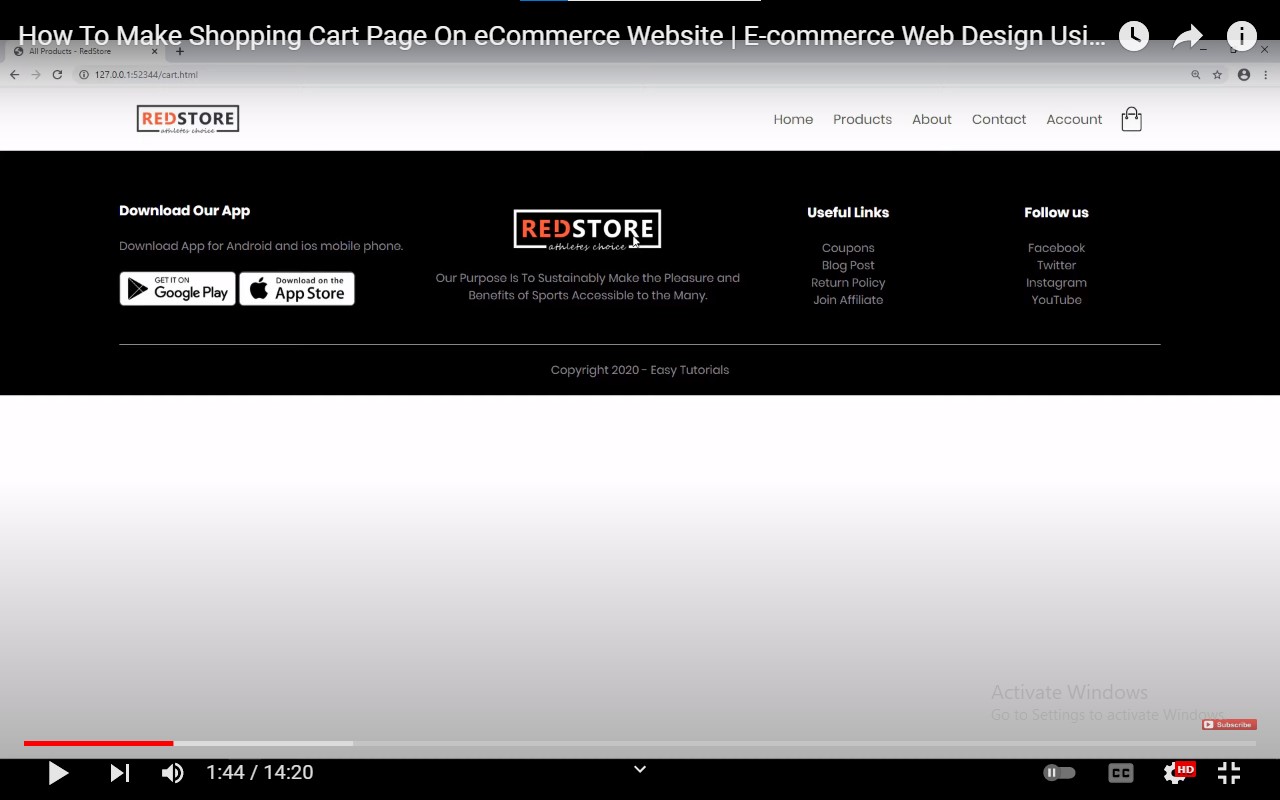 How To Make Shopping Cart Page On eCommerce Website | E-commerce Web Design Usi...
All Products - RedStore
127.0.0.1:52344/cart.html
REDSTORE
athletes choice
Home Products About Contact Account
Download Our App
Download App for Android and ios mobile phone.
GET IT ON
Google Play
Download on the
App Store
REDSTORE
athletes choice
Our Purpose Is To Sustainably Make the Pleasure and
Benefits of Sports Accessible to the Many.
Useful Links
Coupons
Blog Post
Return Policy
Join Affiliate
Follow us
Facebook
Twitter
Instagram
YouTube
Copyright 2020 - Easy Tutorials
Activate Windows
Go to Settings to activate Windows.
Subscribe
1:44 / 14:20
CC
HD